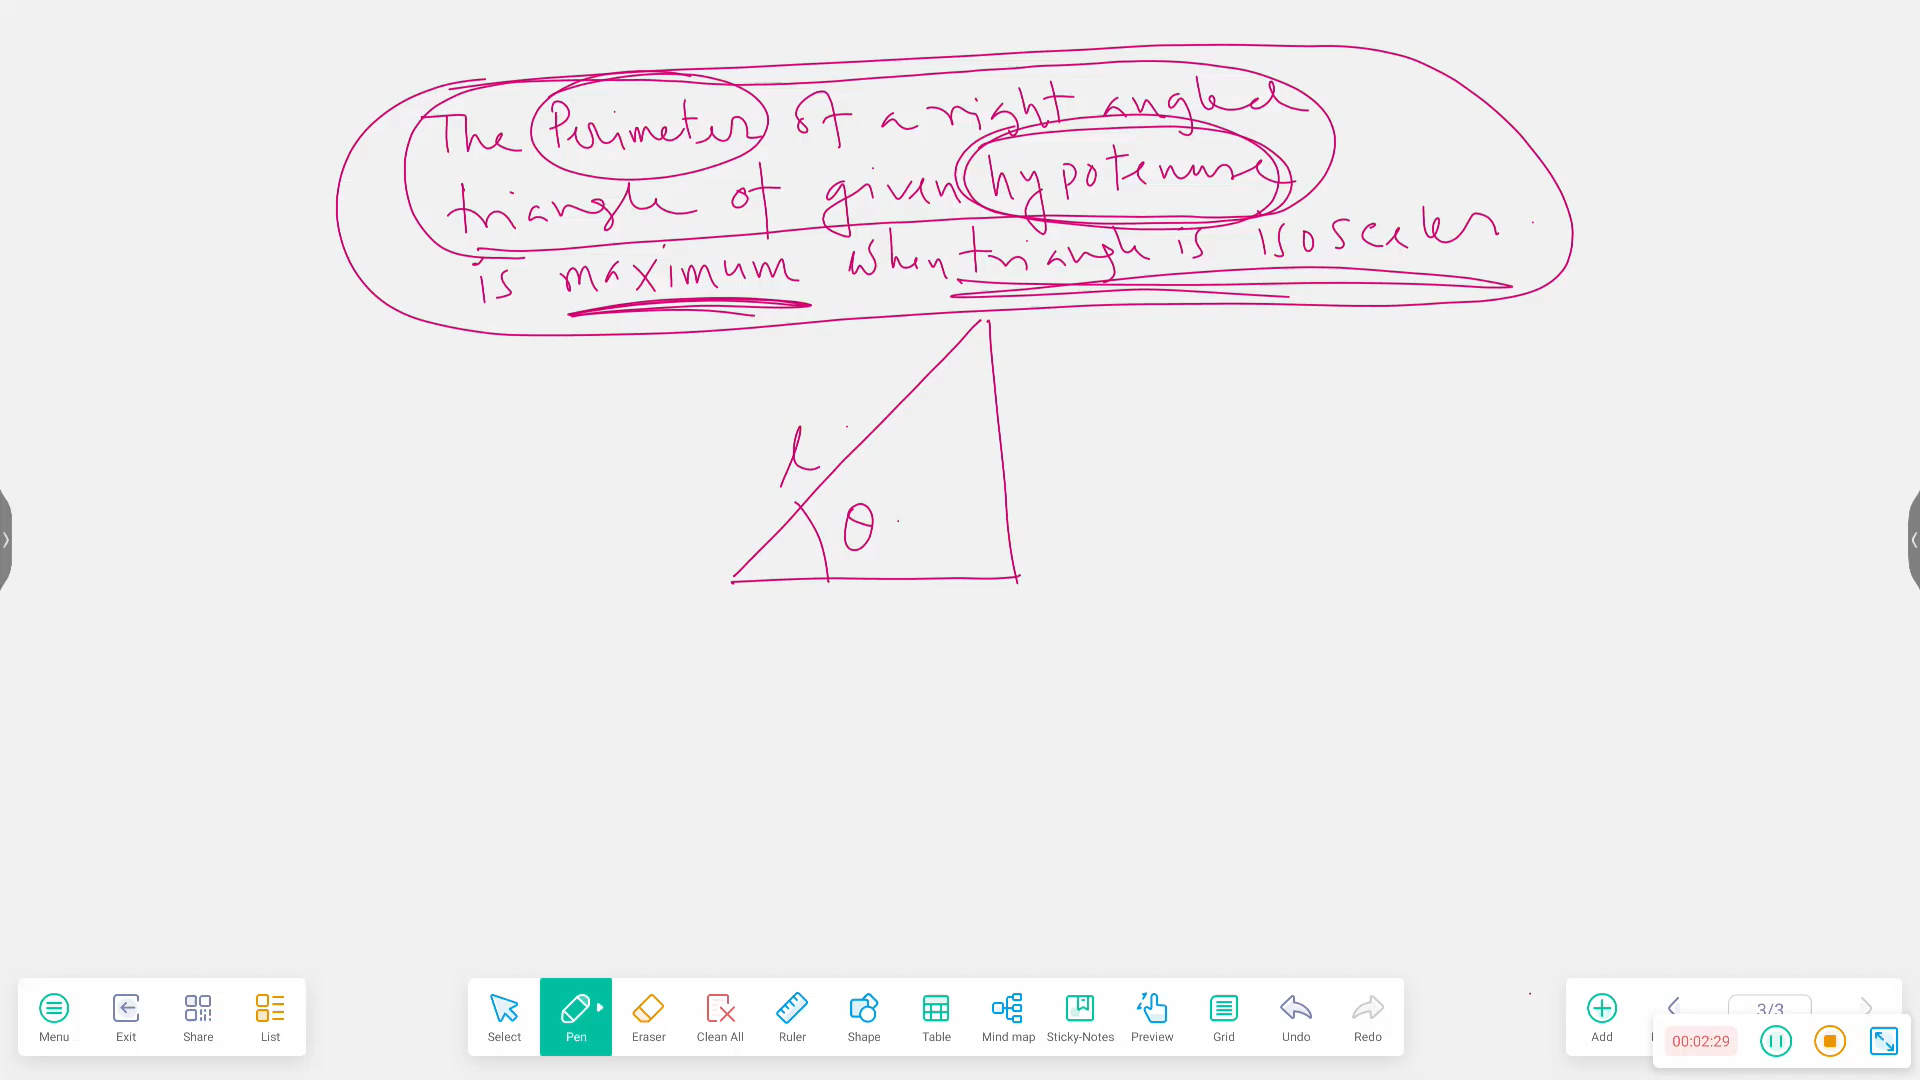 The Perimeter of a right angled
triangle of given hypotenuse
is maximum when triangle is isosceles
l
θ
Menu Exit Share List
Select Pen Eraser Clean All Ruler Shape Table Mind map Sticky-Notes Preview Grid Undo Redo
Add 3/3
00:02:29